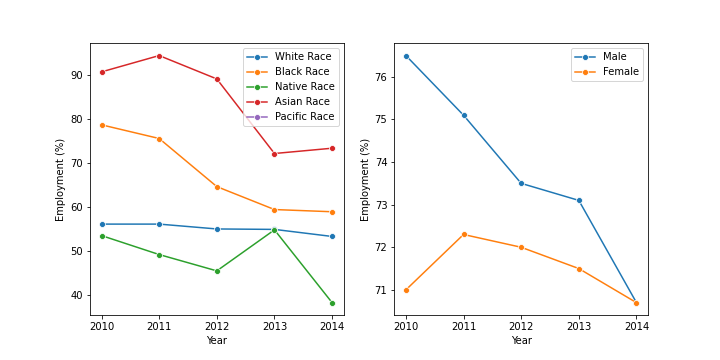 White Race
Black Race
Native Race
Asian Race
Pacific Race
90
80
70
60
50
40
Employment (%)
2010 2011 2012 2013 2014
Year
Male
Female
76
75
74
73
72
71
Employment (%)
2010 2011 2012 2013 2014
Year